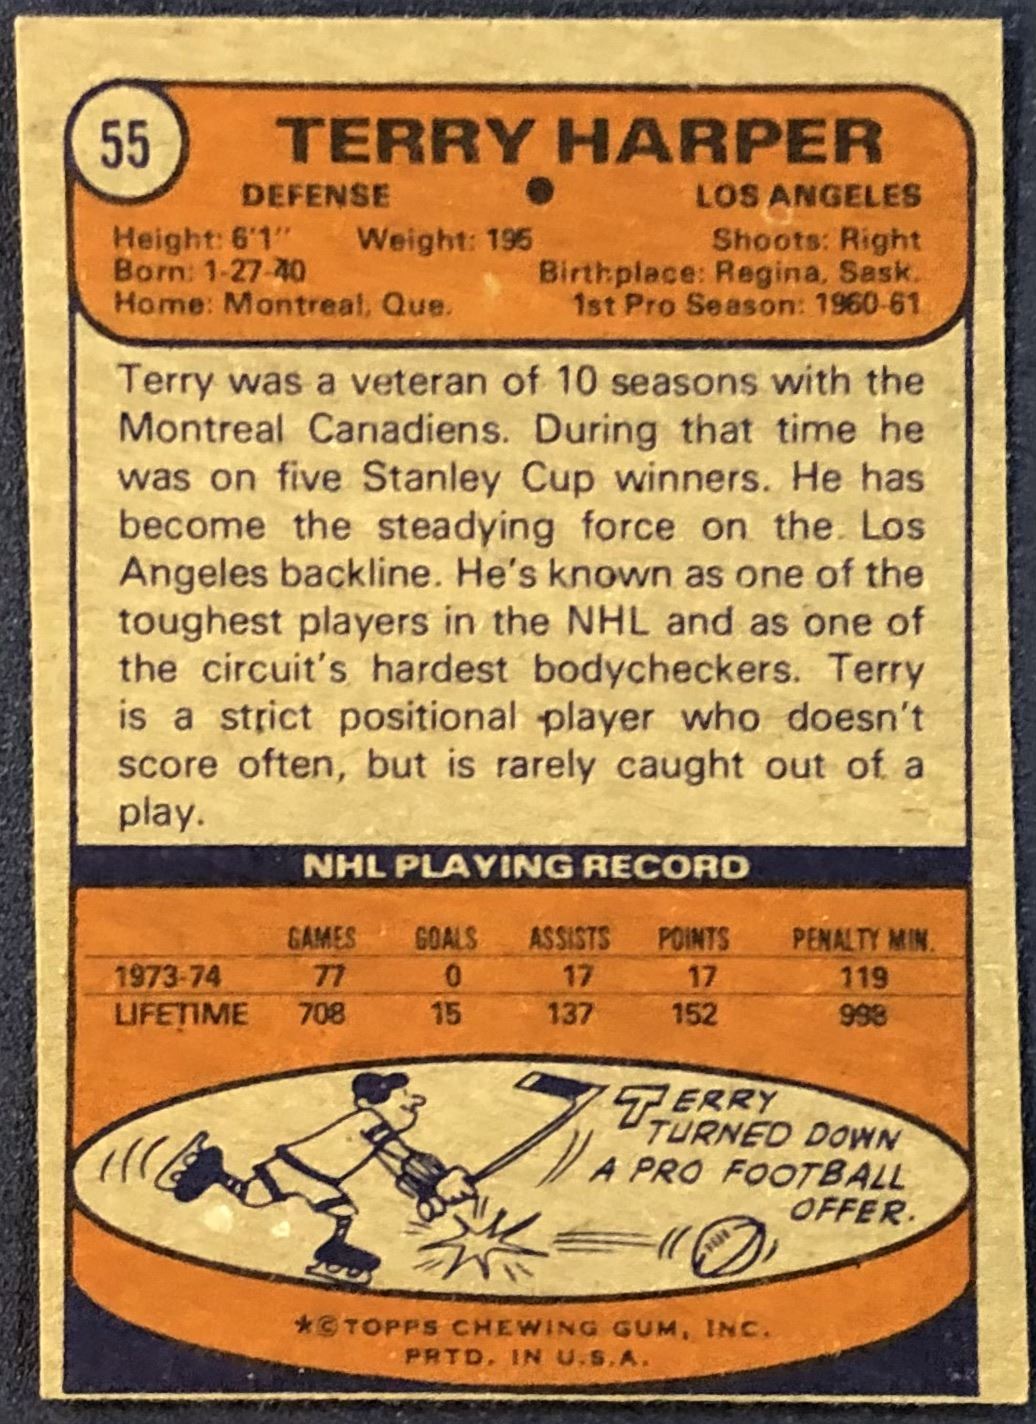 55
TERRY HARPER
DEFENSE ● LOS ANGELES
Height: 6'1" Weight: 195 Shoots: Right
Born: 1-27-40 Birthplace: Regina, Sask.
Home: Montreal, Que. 1st Pro Season: 1960-61
Terry was a veteran of 10 seasons with the
Montreal Canadiens. During that time he
was on five Stanley Cup winners. He has
become the steadying force on the Los
Angeles backline. He's known as one of the
toughest players in the NHL and as one of
the circuit's hardest bodycheckers. Terry
is a strict positional player who doesn't
score often, but is rarely caught out of a
play.
NHL PLAYING RECORD
GAMES GOALS ASSISTS POINTS PENALTY MIN.
1973-74 77 0 17 17 119
LIFETIME 708 15 137 152 998
TERRY
TURNED DOWN
A PRO FOOTBALL
OFFER.
*©TOPPS CHEWING GUM, INC.
PRTD. IN U.S.A.